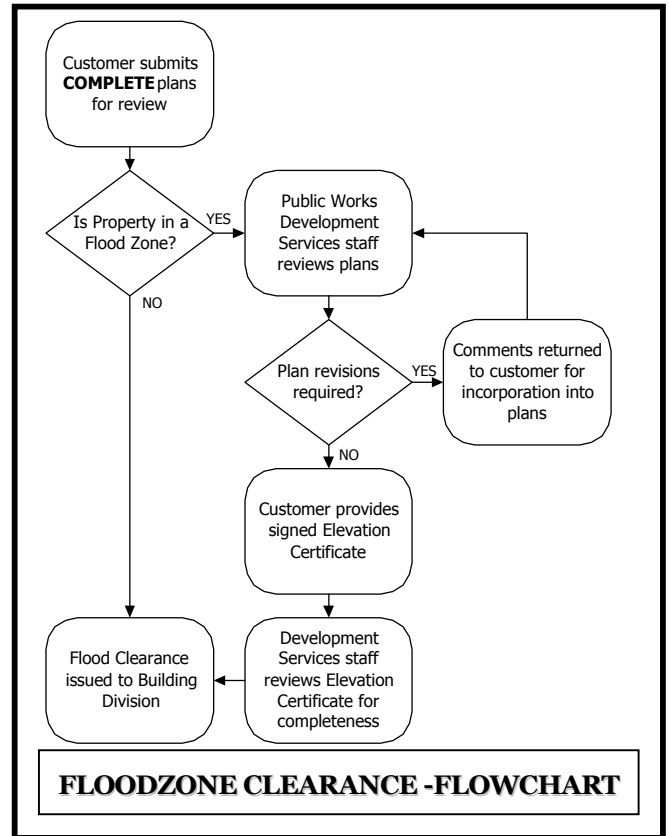 Customer submits
COMPLETE plans
for review
Is Property in a
Flood Zone?
YES
NO
Public Works
Development
Services staff
reviews plans
Plan revisions
required?
YES
NO
Comments returned
to customer for
incorporation into
plans
Customer provides
signed Elevation
Certificate
Development
Services staff
reviews Elevation
Certificate for
completeness
Flood Clearance
issued to Building
Division
FLOODZONE CLEARANCE -FLOWCHART